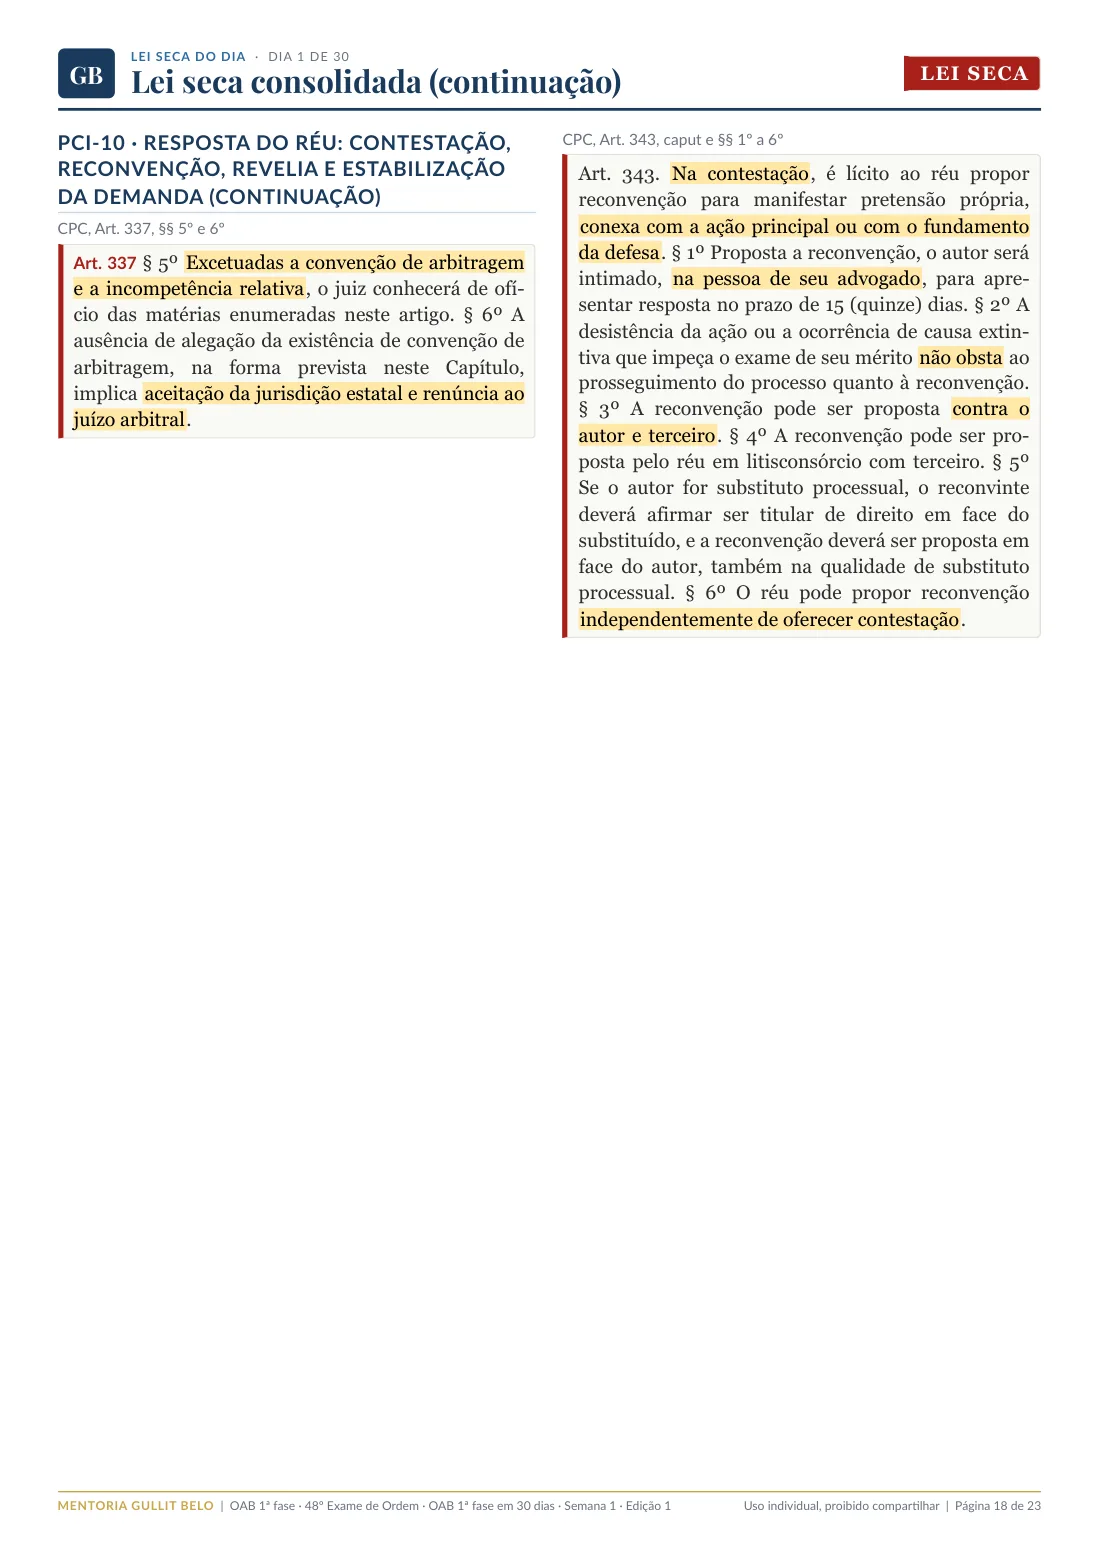 GB
LEI SECA DO DIA · DIA 1 DE 30
Lei seca consolidada (continuação)
LEI SECA
PCI-10 · RESPOSTA DO RÉU: CONTESTAÇÃO,
RECONVENÇÃO, REVELIA E ESTABILIZAÇÃO
DA DEMANDA (CONTINUAÇÃO)
CPC, Art. 337, §§ 5º e 6º
Art. 337 § 5º Excetuadas a convenção de arbitragem
e a incompetência relativa, o juiz conhecerá de ofí-
cio das matérias enumeradas neste artigo. § 6º A
ausência de alegação da existência de convenção de
arbitragem, na forma prevista neste Capítulo,
implica aceitação da jurisdição estatal e renúncia ao
juízo arbitral.
CPC, Art. 343, caput e §§ 1º a 6º
Art. 343. Na contestação, é lícito ao réu propor
reconvenção para manifestar pretensão própria,
conexa com a ação principal ou com o fundamento
da defesa. § 1º Proposta a reconvenção, o autor será
intimado, na pessoa de seu advogado, para apre-
sentar resposta no prazo de 15 (quinze) dias. § 2º A
desistência da ação ou a ocorrência de causa extin-
tiva que impeça o exame de seu mérito não obsta ao
prosseguimento do processo quanto à reconvenção.
§ 3º A reconvenção pode ser proposta contra o
autor e terceiro. § 4º A reconvenção pode ser pro-
posta pelo réu em litisconsórcio com terceiro. § 5º
Se o autor for substituto processual, o reconvinte
deverá afirmar ser titular de direito em face do
substituído, e a reconvenção deverá ser proposta em
face do autor, também na qualidade de substituto
processual. § 6º O réu pode propor reconvenção
independentemente de oferecer contestação.
MENTORIA GULLIT BELO | OAB 1ª fase · 48º Exame de Ordem · OAB 1ª fase em 30 dias · Semana 1 · Edição 1
Uso individual, proibido compartilhar | Página 18 de 23